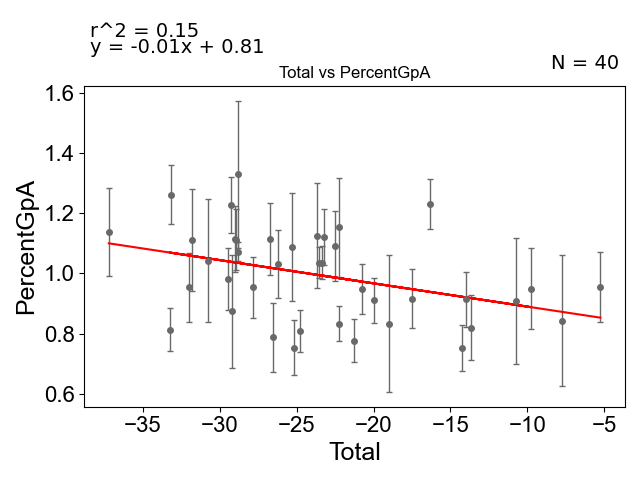 r^2 = 0.15
y = -0.01x + 0.81
N = 40
Total vs PercentGpA
1.6
1.4
1.2
1.0
0.8
0.6
PercentGpA
−35
−30
−25
−20
−15
−10
−5
Total